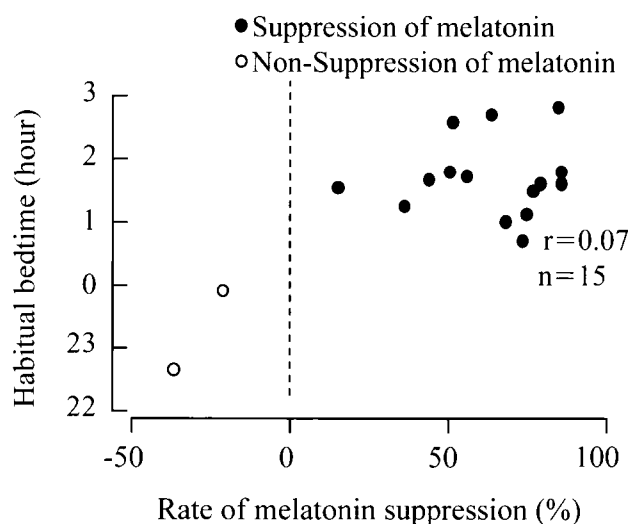 ● Suppression of melatonin
○ Non-Suppression of melatonin
Habitual bedtime (hour)
3
2
1
0
23
22
r=0.07
n=15
-50 0 50 100
Rate of melatonin suppression (%)